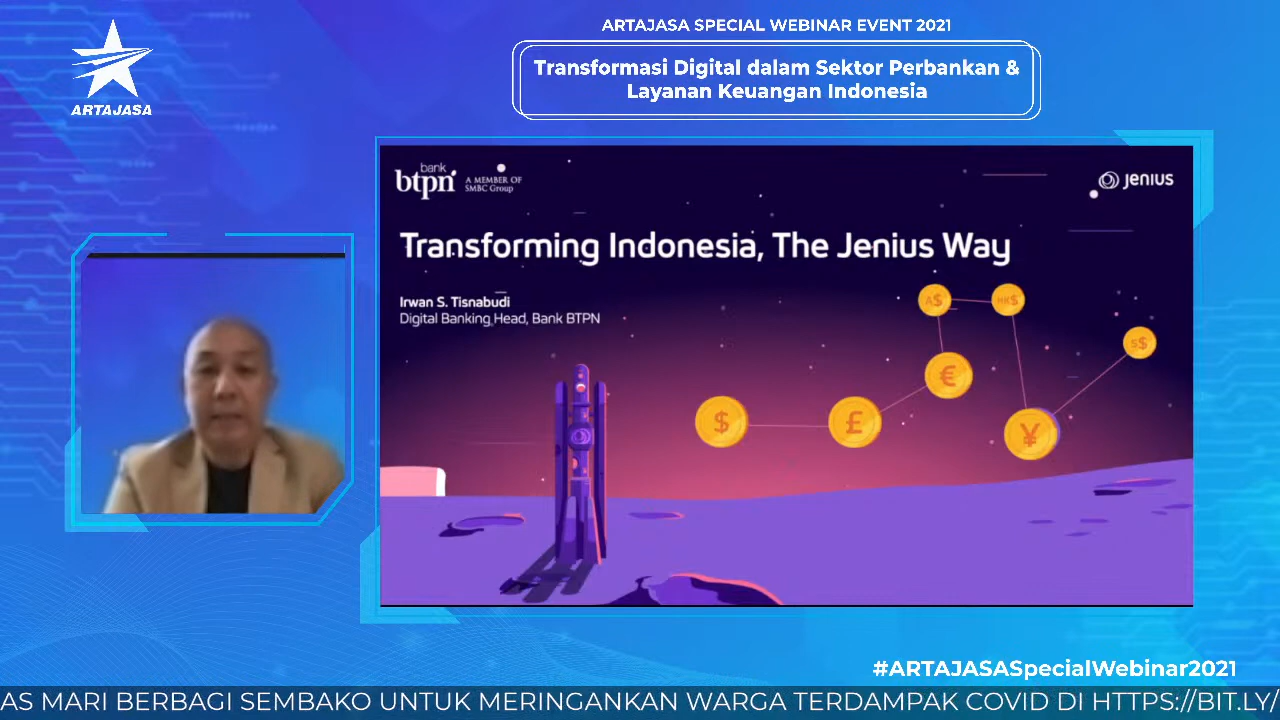 ARTAJASA
ARTAJASA SPECIAL WEBINAR EVENT 2021
Transformasi Digital dalam Sektor Perbankan &
Layanan Keuangan Indonesia
bank
btpn
A MEMBER OF
SMBC Group
jenius
Transforming Indonesia, The Jenius Way
Irwan S. Tisnabudi
Digital Banking Head, Bank BTPN
A$
HK$
S$
€
$
£
¥
#ARTAJASASpecialWebinar2021
AS MARI BERBAGI SEMBAKO UNTUK MERINGANKAN WARGA TERDAMPAK COVID DI HTTPS://BIT.LY/